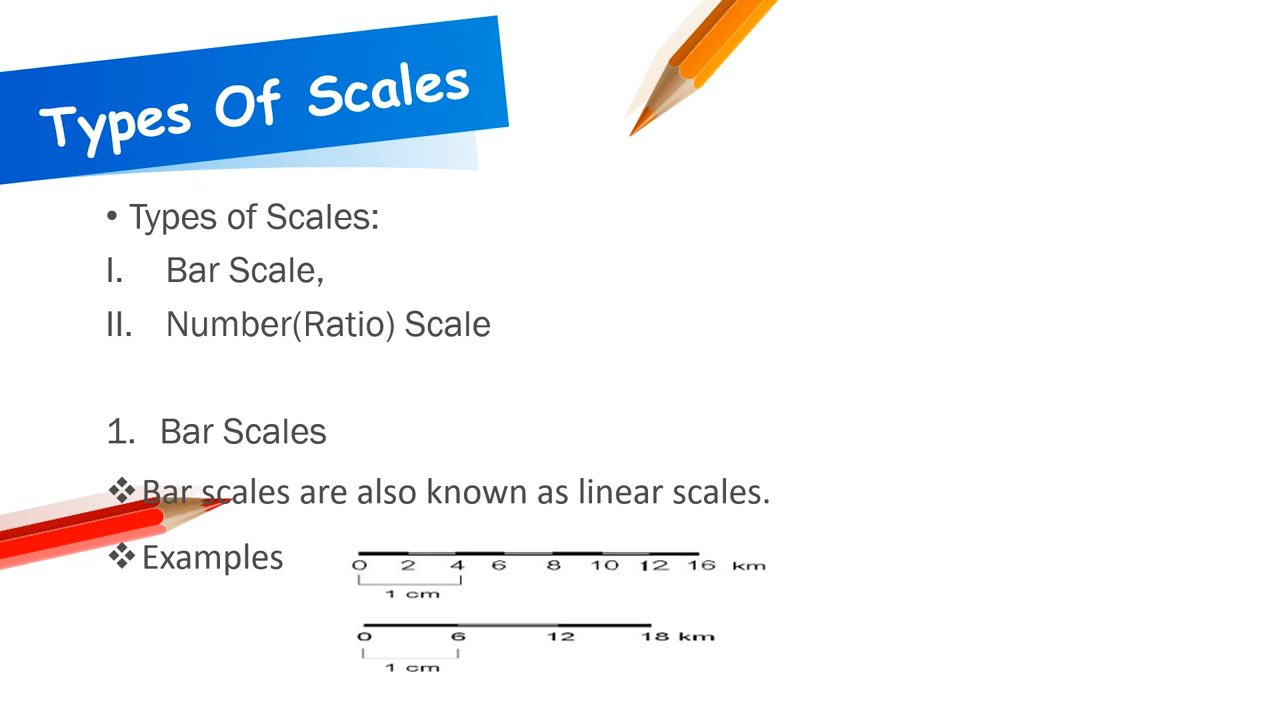 Types Of Scales
• Types of Scales:
I. Bar Scale,
II. Number(Ratio) Scale
1. Bar Scales
❖Bar scales are also known as linear scales.
❖Examples
0 2 4 6 8 10 12 16 km
1 cm
0 6 12 18 km
1 cm